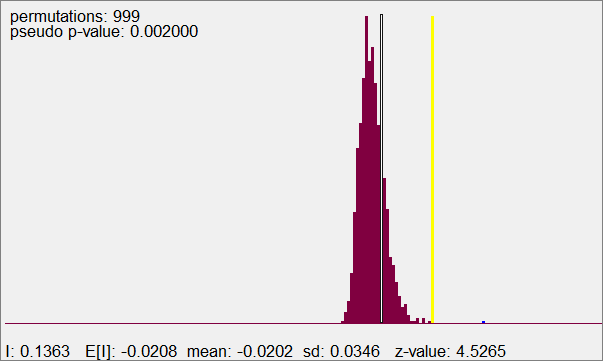 permutations: 999
pseudo p-value: 0.002000
I: 0.1363 E[I]: -0.0208 mean: -0.0202 sd: 0.0346 z-value: 4.5265